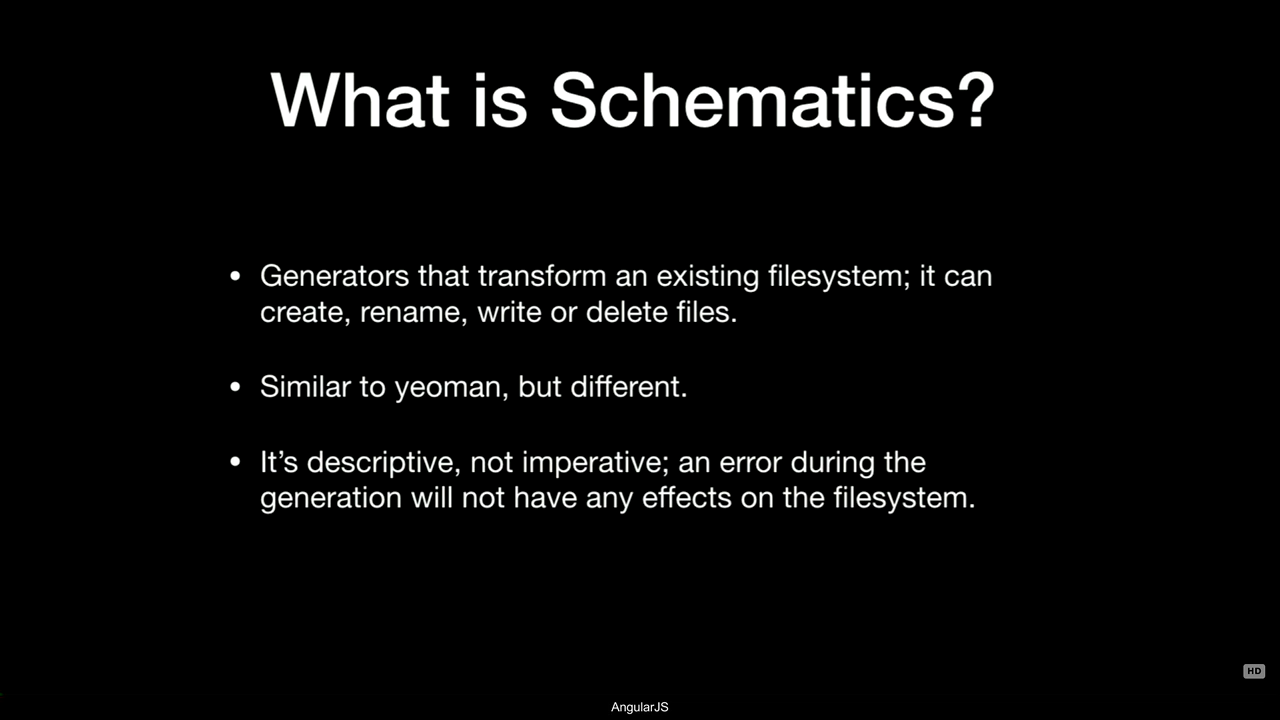 What is Schematics?
• Generators that transform an existing filesystem; it can
create, rename, write or delete files.
• Similar to yeoman, but different.
• It’s descriptive, not imperative; an error during the
generation will not have any effects on the filesystem.
HD
AngularJS